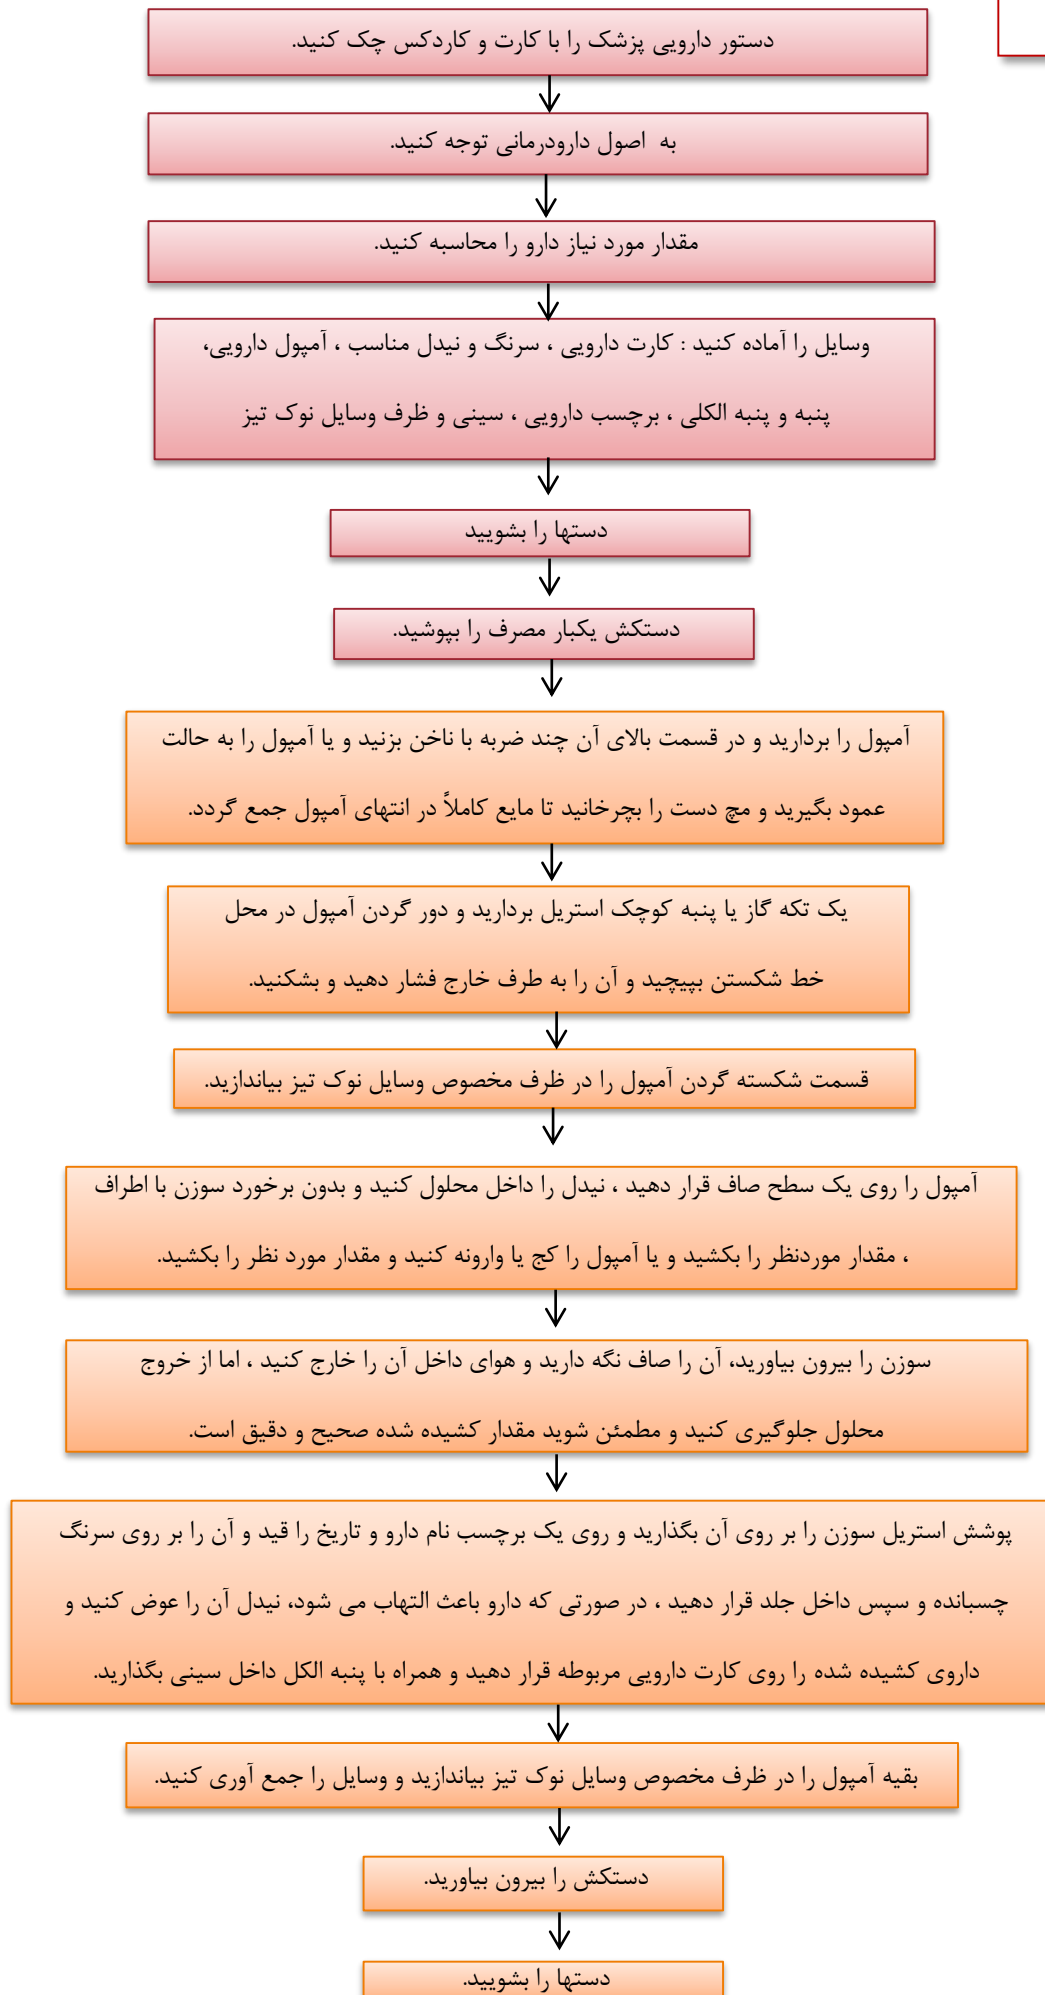 دستور دارویی پزشک را با کارت و کاردکس چک کنید.
به اصول دارودرمانی توجه کنید.
مقدار مورد نیاز دارو را محاسبه کنید.
وسایل را آماده کنید : کارت دارویی ، سرنگ و نیدل مناسب ، آمپول دارویی،
پنبه و پنبه الکلی ، برچسب دارویی ، سینی و ظرف وسایل نوک تیز
دستها را بشویید
دستکش یکبار مصرف را بپوشید.
آمپول را بردارید و در قسمت بالای آن چند ضربه با ناخن بزنید و یا آمپول را به حالت
عمود بگیرید و مچ دست را بچرخانید تا مایع کاملاً در انتهای آمپول جمع گردد.
یک تکه گاز یا پنبه کوچک استریل بردارید و دور گردن آمپول در محل
خط شکستن بپیچید و آن را به طرف خارج فشار دهید و بشکنید.
قسمت شکسته گردن آمپول را در ظرف مخصوص وسایل نوک تیز بیاندازید.
آمپول را روی یک سطح صاف قرار دهید ، نیدل را داخل محلول کنید و بدون برخورد سوزن با اطراف
، مقدار موردنظر را بکشید و یا آمپول را کج یا وارونه کنید و مقدار مورد نظر را بکشید.
سوزن را بیرون بیاورید، آن را صاف نگه دارید و هوای داخل آن را خارج کنید ، اما از خروج
محلول جلوگیری کنید و مطمئن شوید مقدار کشیده شده صحیح و دقیق است.
پوشش استریل سوزن را بر روی آن بگذارید و روی یک برچسب نام دارو و تاریخ را قید و آن را بر روی سرنگ
چسبانده و سپس داخل جلد قرار دهید ، در صورتی که دارو باعث التهاب می شود، نیدل آن را عوض کنید و
داروی کشیده شده را روی کارت دارویی مربوطه قرار دهید و همراه با پنبه الکل داخل سینی بگذارید.
بقیه آمپول را در ظرف مخصوص وسایل نوک تیز بیاندازید و وسایل را جمع آوری کنید.
دستکش را بیرون بیاورید.
دستها را بشویید.